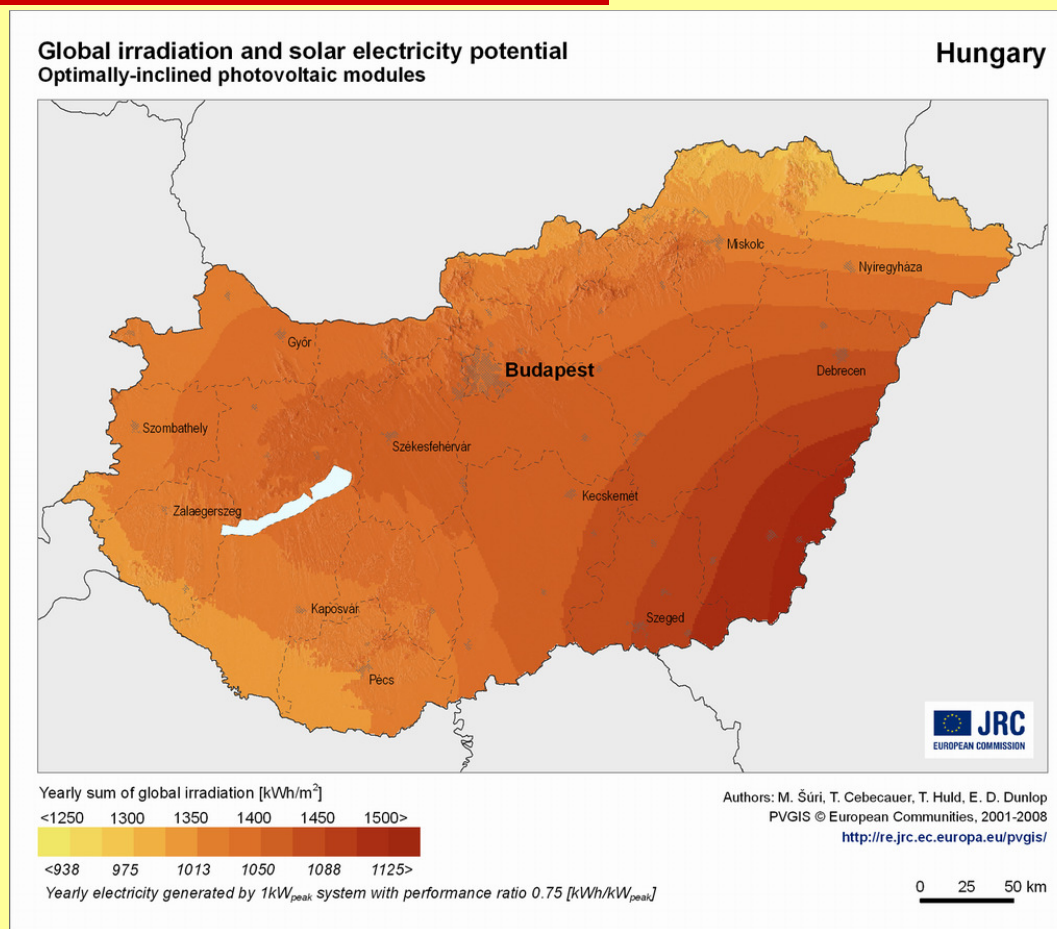 Global irradiation and solar electricity potential
Optimally-inclined photovoltaic modules
Hungary
Miskolc
Nyíregyháza
Győr
Budapest
Debrecen
Szombathely
Székesfehérvár
Kecskemét
Zalaegerszeg
Kaposvár
Szeged
Pécs
JRC
EUROPEAN COMMISSION
Yearly sum of global irradiation [kWh/m²]
<1250 1300 1350 1400 1450 1500>
<938 975 1013 1050 1088 1125>
Yearly electricity generated by 1kWpeak system with performance ratio 0.75 [kWh/kWpeak]
Authors: M. Šúri, T. Cebecauer, T. Huld, E. D. Dunlop
PVGIS © European Communities, 2001-2008
http://re.jrc.ec.europa.eu/pvgis/
0 25 50 km